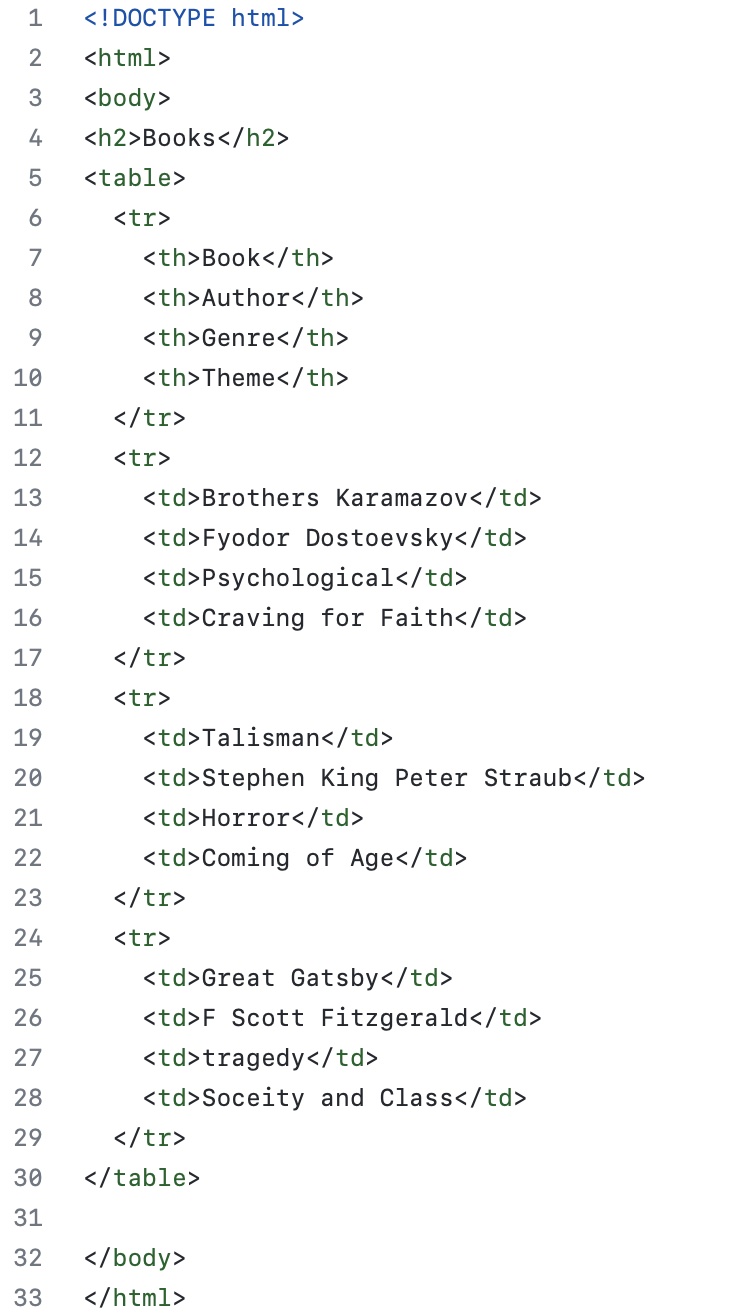 1 <!DOCTYPE html>
2 <html>
3 <body>
4 <h2>Books</h2>
5 <table>
6   <tr>
7     <th>Book</th>
8     <th>Author</th>
9     <th>Genre</th>
10     <th>Theme</th>
11   </tr>
12   <tr>
13     <td>Brothers Karamazov</td>
14     <td>Fyodor Dostoevsky</td>
15     <td>Psychological</td>
16     <td>Craving for Faith</td>
17   </tr>
18   <tr>
19     <td>Talisman</td>
20     <td>Stephen King Peter Straub</td>
21     <td>Horror</td>
22     <td>Coming of Age</td>
23   </tr>
24   <tr>
25     <td>Great Gatsby</td>
26     <td>F Scott Fitzgerald</td>
27     <td>tragedy</td>
28     <td>Soceity and Class</td>
29   </tr>
30 </table>
31
32 </body>
33 </html>